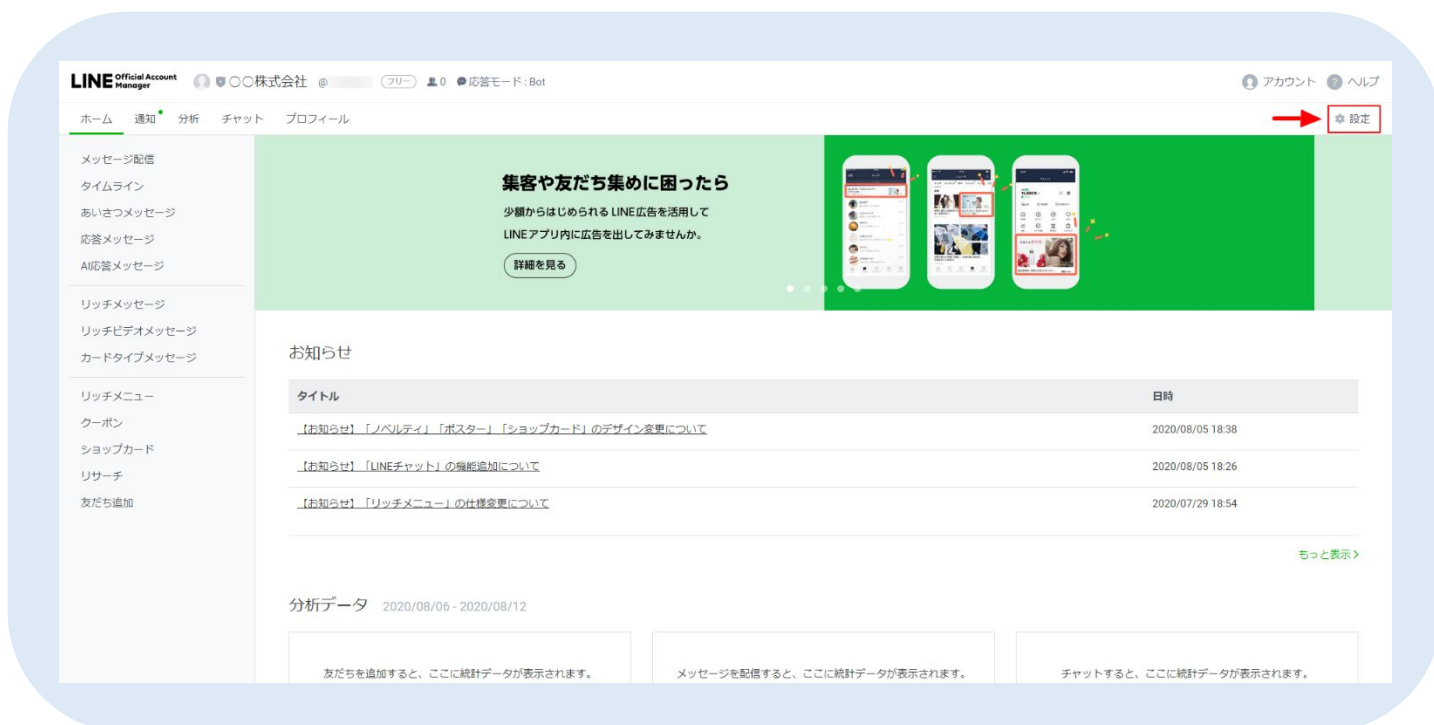 LINE Official Account Manager
○○株式会社 @ フリー 0 応答モード : Bot
アカウント ? ヘルプ
ホーム 通知 分析 チャット プロフィール
設定
メッセージ配信
タイムライン
あいさつメッセージ
応答メッセージ
AI応答メッセージ
リッチメッセージ
リッチビデオメッセージ
カードタイプメッセージ
リッチメニュー
クーポン
ショップカード
リサーチ
友だち追加
集客や友だち集めに困ったら
少額からはじめられる LINE広告を活用して
LINEアプリ内に広告を出してみませんか。
詳細を見る
お知らせ
タイトル 日時
【お知らせ】「ノベルティ」「ポスター」「ショップカード」のデザイン変更について 2020/08/05 18:38
【お知らせ】「LINEチャット」の機能追加について 2020/08/05 18:26
【お知らせ】「リッチメニュー」の仕様変更について 2020/07/29 18:54
もっと表示
分析データ 2020/08/06 - 2020/08/12
友だちを追加すると、ここに統計データが表示されます。
メッセージを配信すると、ここに統計データが表示されます。
チャットすると、ここに統計データが表示されます。